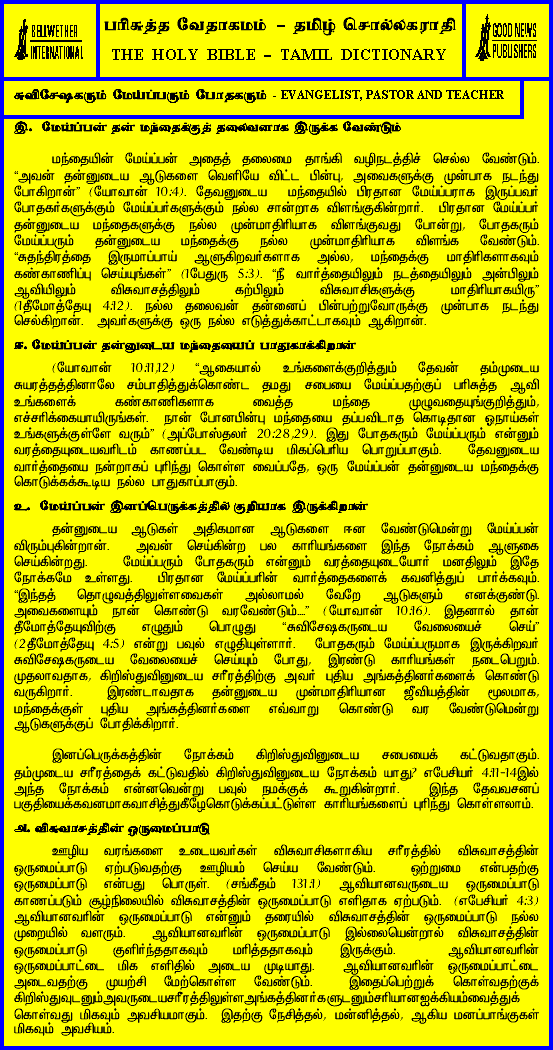 BELLWETHER
INTERNATIONAL
பரிசுத்த வேதாகமம் – தமிழ் சொல்லகராதி
THE HOLY BIBLE – TAMIL DICTIONARY
GOOD NEWS
PUBLISHERS
சுவிசேஷகரும் மேய்ப்பரும் போதகரும் - EVANGELIST, PASTOR AND TEACHER
இ. மேய்ப்பன் தன் மந்தைக்குத் தலைவனாக இருக்க வேண்டும்
மந்தையின் மேய்ப்பன் அதைத் தலைமை தாங்கி வழிநடத்திச் செல்ல வேண்டும்.
“அவன் தன்னுடைய ஆடுகளை வெளியே விட்ட பின்பு, அவைகளுக்கு முன்பாக நடந்து
போகிறான்” (யோவான் 10:4). தேவனுடைய மந்தையில் பிரதான மேய்ப்பராக இருப்பவர்
போதகர்களுக்கும் மேய்ப்பர்களுக்கும் நல்ல சான்றாக விளங்குகின்றார். பிரதான மேய்ப்பர்
தன்னுடைய மந்தைகளுக்கு நல்ல முன்மாதிரியாக விளங்குவது போன்று, போதகரும்
மேய்ப்பரும் தன்னுடைய மந்தைக்கு நல்ல முன்மாதிரியாக விளங்க வேண்டும்.
“சுதந்திரத்தை இறுமாப்பாய் ஆளுகிறவர்களாக அல்ல, மந்தைக்கு மாதிரிகளாகவும்
கண்காணிப்பு செய்யுங்கள்” (1பேதுரு 5:3). “நீ வார்த்தையிலும் நடத்தையிலும் அன்பிலும்
ஆவியிலும் விசுவாசத்திலும் கற்பிலும் விசுவாசிகளுக்கு மாதிரியாகயிரு”
(1தீமோத்தேயு 4:12). நல்ல தலைவன் தன்னைப் பின்பற்றுவோருக்கு முன்பாக நடந்து
செல்கிறான். அவர்களுக்கு ஒரு நல்ல எடுத்துக்காட்டாகவும் ஆகிறான்.
ஈ. மேய்ப்பன் தன்னுடைய மந்தையைப் பாதுகாக்கிறான்
(யோவான் 10:11,12) “ஆகையால் உங்களைக்குறித்தும் தேவன் தம்முடைய
சுயரத்தத்தினாலே சம்பாதித்துக்கொண்ட தமது சபையை மேய்ப்பதற்குப் பரிசுத்த ஆவி
உங்களைக் கண்காணிகளாக வைத்த மந்தை முழுவதையுங்குறித்தும்,
எச்சரிக்கையாயிருங்கள். நான் போனபின்பு மந்தையை தப்பவிடாத கொடிதான ஓநாய்கள்
உங்களுக்குள்ளே வரும்” (அப்போஸ்தலர் 20:28,29). இது போதகரும் மேய்ப்பரும் என்னும்
வரத்தையுடையவரிடம் காணப்பட வேண்டிய மிகப்பெரிய பொறுப்பாகும். தேவனுடைய
வார்த்தையை நன்றாகப் புரிந்து கொள்ள வைப்பதே, ஒரு மேய்ப்பன் தன்னுடைய மந்தைக்கு
கொடுக்கக்கூடிய நல்ல பாதுகாப்பாகும்.
உ. மேய்ப்பன் இனப்பெருக்கத்தில் குறியாக இருக்கிறான்
தன்னுடைய ஆடுகள் அதிகமான ஆடுகளை ஈன வேண்டுமென்று மேய்ப்பன்
விரும்புகின்றான். அவன் செய்கின்ற பல காரியங்களை இந்த நோக்கம் ஆளுகை
செய்கின்றது. மேய்ப்பரும் போதகரும் என்னும் வரத்தையுடையோர் மனதிலும் இதே
நோக்கமே உள்ளது. பிரதான மேய்ப்பரின் வார்த்தைகளைக் கவனித்துப் பார்க்கவும்.
“இந்தத் தொழுவத்திலுள்ளவைகள் அல்லாமல் வேறே ஆடுகளும் எனக்குண்டு.
அவைகளையும் நான் கொண்டு வரவேண்டும்....” (யோவான் 10:16). இதனால் தான்
தீமோத்தேயுவிற்கு எழுதும் பொழுது “சுவிசேஷகருடைய வேலையைச் செய்”
(2தீமோத்தேயு 4:5) என்று பவுல் எழுதியுள்ளார். போதகரும் மேய்ப்பருமாக இருக்கிறவர்
சுவிசேஷகருடைய வேலையைச் செய்யும் போது, இரண்டு காரியங்கள் நடைபெறும்.
முதலாவதாக, கிறிஸ்துவினுடைய சரீரத்திற்கு அவர் புதிய அங்கத்தினர்களைக் கொண்டு
வருகிறார். இரண்டாவதாக தன்னுடைய முன்மாதிரியான ஜீவியத்தின் மூலமாக,
மந்தைக்குள் புதிய அங்கத்தினர்களை எவ்வாறு கொண்டு வர வேண்டுமென்று
ஆடுகளுக்குப் போதிக்கிறார்.
இனப்பெருக்கத்தின் நோக்கம் கிறிஸ்துவினுடைய சபையைக் கட்டுவதாகும்.
தம்முடைய சரீரத்தைக் கட்டுவதில் கிறிஸ்துவினுடைய நோக்கம் யாது? எபேசியர் 4:11-14இல்
அந்த நோக்கம் என்னவென்று பவுல் நமக்குக் கூறுகின்றார். இந்த தேவவசனப்
பகுதியைக்கவனமாகவாசித்துகீழேகொடுக்கப்பட்டுள்ள காரியங்களைப் புரிந்து கொள்ளலாம்.
அ. விசுவாசத்தின் ஒருமைப்பாடு
ஊழிய வரங்களை உடையவர்கள் விசுவாசிகளாகிய சரீரத்தில் விசுவாசத்தின்
ஒருமைப்பாடு ஏற்படுவதற்கு ஊழியம் செய்ய வேண்டும். ஒற்றுமை என்பதற்கு
ஒருமைப்பாடு என்பது பொருள். (சங்கீதம் 133:1) ஆவியானவருடைய ஒருமைப்பாடு
காணப்படும் சூழ்நிலையில் விசுவாசத்தின் ஒருமைப்பாடு எளிதாக ஏற்படும். (எபேசியர் 4:3)
ஆவியானவரின் ஒருமைப்பாடு என்னும் தரையில் விசுவாசத்தின் ஒருமைப்பாடு நல்ல
முறையில் வளரும். ஆவியானவரின் ஒருமைப்பாடு இல்லையென்றால் விசுவாசத்தின்
ஒருமைப்பாடு குளிர்ந்ததாகவும் மரித்ததாகவும் இருக்கும். ஆவியானவரின்
ஒருமைப்பாட்டை மிக எளிதில் அடைய முடியாது. ஆவியானவரின் ஒருமைப்பாட்டை
அடைவதற்கு முயற்சி மேற்கொள்ள வேண்டும். இதைப்பெற்றுக் கொள்வதற்குக்
கிறிஸ்துவுடனும்அவருடையசரீரத்திலுள்ளஅங்கத்தினர்களுடனும்சரியானஐக்கியம்வைத்துக்
கொள்வது மிகவும் அவசியமாகும். இதற்கு நேசித்தல், மன்னித்தல், ஆகிய மனப்பாங்குகள்
மிகவும் அவசியம்.